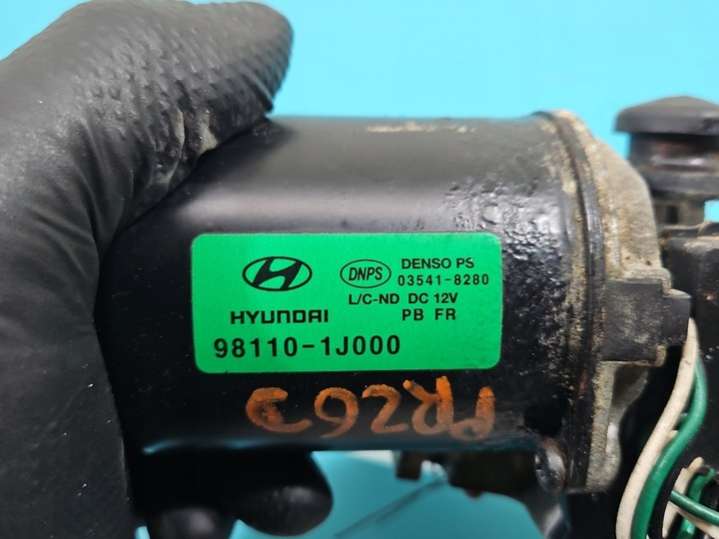 HYUNDAI
98110-1J000
DNPS DENSO PS
03541-8280
L/C-ND DC 12V
PB FR
PR263